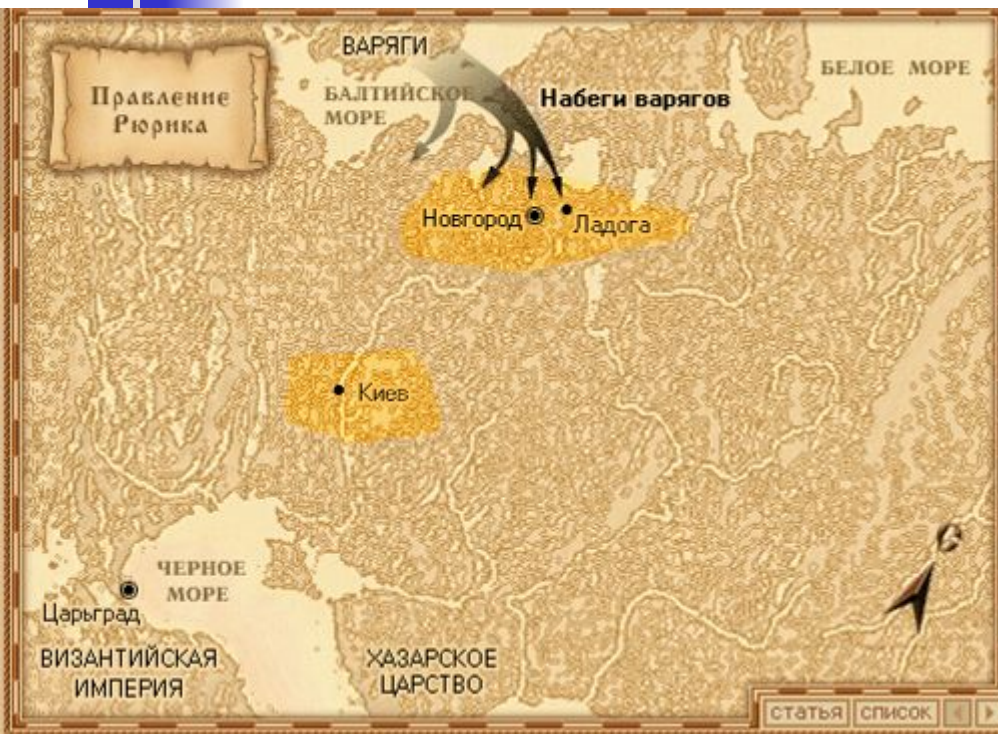 ВАРЯГИ
Правление
Рюрика
БАЛТИЙСКОЕ
МОРЕ
Набеги варягов
БЕЛОЕ МОРЕ
Новгород
Ладога
Киев
ЧЕРНОЕ
МОРЕ
Царьград
ВИЗАНТИЙСКАЯ
ИМПЕРИЯ
ХАЗАРСКОЕ
ЦАРСТВО
С
статья
список